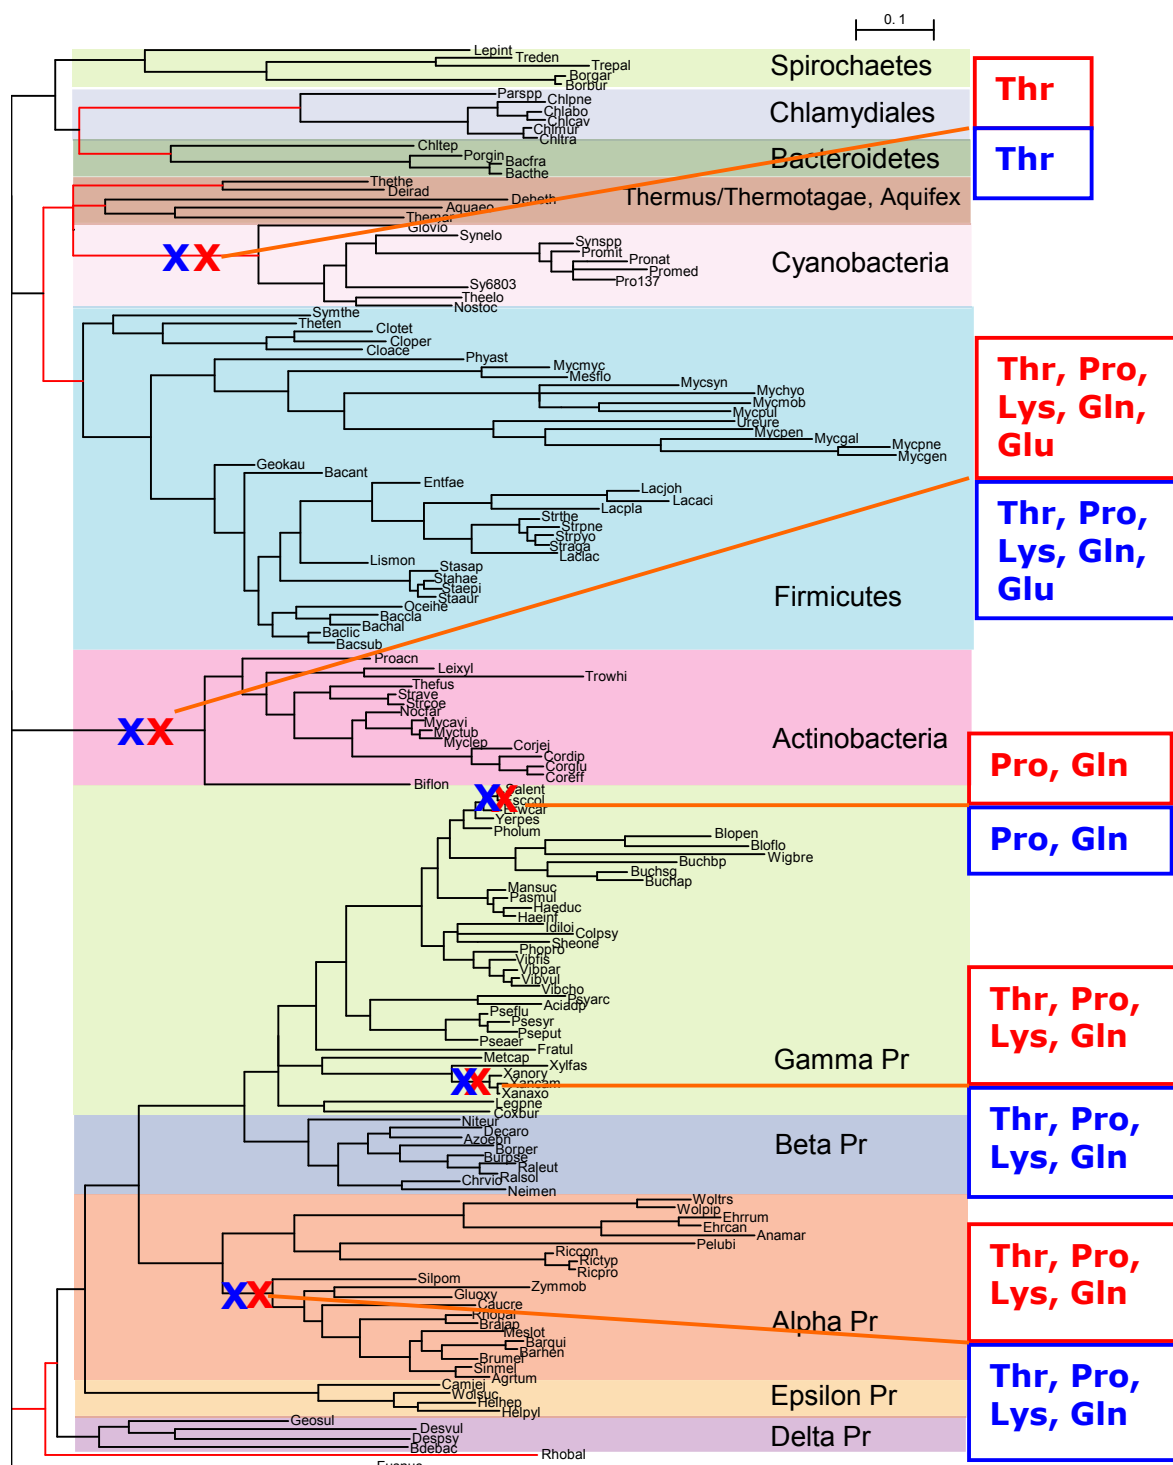 0.1
Lepint
Treden
Trepal
Borgar
Borbur
Spirochaetes
Parspp
Chlpne
Chlabo
Chlcav
Chlmur
Chltra
Chlamydiales
Chltep
Porgin
Bacfra
Bacthe
Bacteroidetes
Thethe
Deirad
Deheth
Aquaeo
Themar
Thermus/Thermotagae, Aquifex
Glovio
Synelo
Synspp
Promit
Pronat
Promed
Pro137
Sy6803
Theelo
Nostoc
Cyanobacteria
X X
Thr
Thr
Symthe
Theten
Clotet
Cloper
Cloace
Phyast
Mycmyc
Mesflo
Mycsyn
Mychyo
Mycmob
Mycpul
Ureure
Mycpen
Mycgal
Mycpne
Mycgen
Geokau
Bacant
Entfae
Lacjoh
Lacaci
Lacpla
Strthe
Strpne
Strpyo
Straga
Laclac
Lismon
Stasap
Stahae
Staepi
Staaur
Oceihe
Baccla
Bachal
Baclic
Bacsub
Firmicutes
Thr, Pro,
Lys, Gln,
Glu
Thr, Pro,
Lys, Gln,
Glu
Proacn
Leixyl
Trowhi
Thefus
Strave
Strcoe
Nocfar
Mycavi
Myctub
Myclep
Corjej
Cordip
Corglu
Coreff
Biflon
Actinobacteria
X X
Salent
Esccol
Erwcar
Yerpes
Pholum
X X
Pro, Gln
Pro, Gln
Blopen
Bloflo
Wigbre
Buchbp
Buchsg
Buchap
Mansuc
Pasmul
Haeduc
Haeinf
Idiloi
Colpsy
Sheone
Phopro
Vibfis
Vibpar
Vibvul
Vibcho
Psyarc
Aciadp
Pseflu
Psesyr
Pseput
Pseaer
Fratul
Metcap
Xylfas
Xanory
Xancam
Xanaxo
Legpne
Coxbur
Gamma Pr
X X
Thr, Pro,
Lys, Gln
Thr, Pro,
Lys, Gln
Niteur
Decaro
Azoebn
Borper
Burpse
Raleut
Ralsol
Chrvio
Neimen
Beta Pr
Woltrs
Wolpip
Ehrrum
Ehrcan
Anamar
Pelubi
Riccon
Rictyp
Ricpro
Silpom
Zymmob
Gluoxy
Caucre
Rhopal
Brajap
Meslot
Barqui
Barhen
Brumel
Sinmel
Agrtum
Alpha Pr
X X
Thr, Pro,
Lys, Gln
Thr, Pro,
Lys, Gln
Camjej
Wolsuc
Helhep
Helpyl
Epsilon Pr
Geosul
Desvul
Despsy
Bdebac
Delta Pr
Rhobal